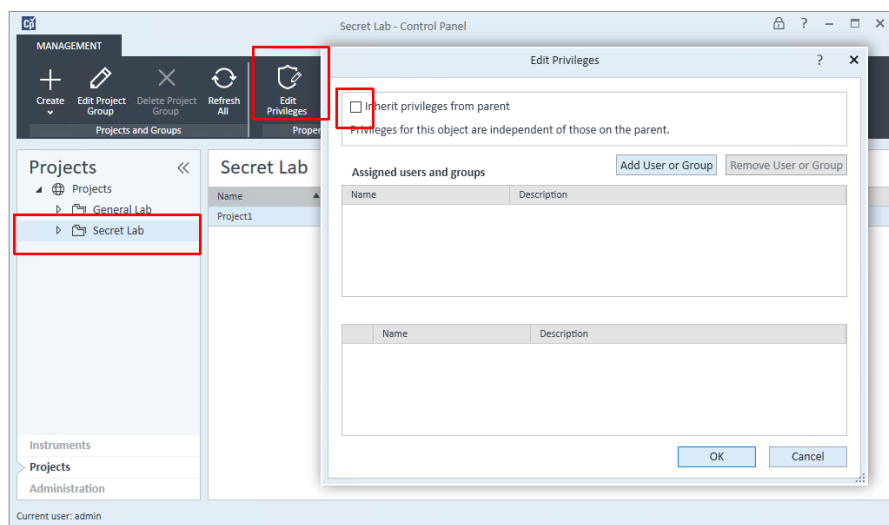 Cp
Secret Lab - Control Panel
?
MANAGEMENT
Create
Edit Project
Group
Delete Project
Group
Refresh
All
Edit
Privileges
Projects and Groups
Proper
Edit Privileges
?
Inherit privileges from parent
Privileges for this object are independent of those on the parent.
Assigned users and groups
Add User or Group
Remove User or Group
Name
Description
Name
Description
OK
Cancel
Projects
Projects
General Lab
Secret Lab
Secret Lab
Name
Project1
Instruments
Projects
Administration
Current user: admin